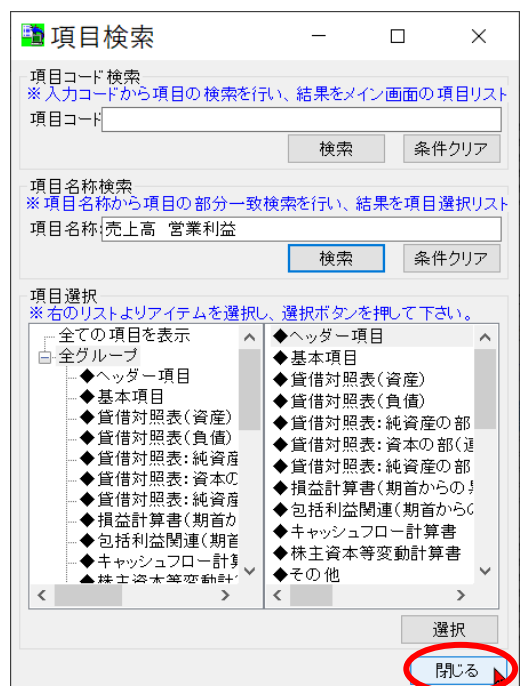 項目検索
項目コード検索
※入力コードから項目の検索を行い、結果をメイン画面の項目リスト
項目コード
検索 条件クリア
項目名称検索
※項目名称から項目の部分一致検索を行い、結果を項目選択リスト
項目名称:売上高 営業利益
検索 条件クリア
項目選択
※右のリストよりアイテムを選択し、選択ボタンを押して下さい。
全ての項目を表示
全グループ
◆ヘッダー項目
◆基本項目
◆貸借対照表(資産)
◆貸借対照表(負債)
◆貸借対照表:純資産
◆貸借対照表:資本の
◆貸借対照表:純資産
◆損益計算書(期首か
◆包括利益関連(期首
◆キャッシュフロー計算
◆株主資本等変動計
◆ヘッダー項目
◆基本項目
◆貸借対照表(資産)
◆貸借対照表(負債)
◆貸借対照表:純資産の部
◆貸借対照表:資本の部(連
◆貸借対照表:純資産の部
◆損益計算書(期首からの
◆包括利益関連(期首から
◆キャッシュフロー計算書
◆株主資本等変動計算書
◆その他
選択
閉じる